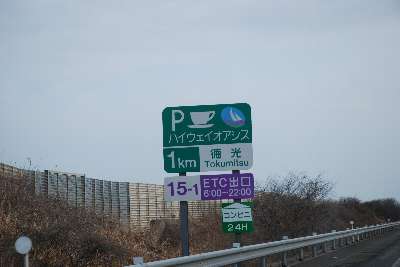 P
ハイウェイオアシス
1km 徳光
Tokumitsu
15-1 ETC出口
6:00〜22:00
コンビニ
24H